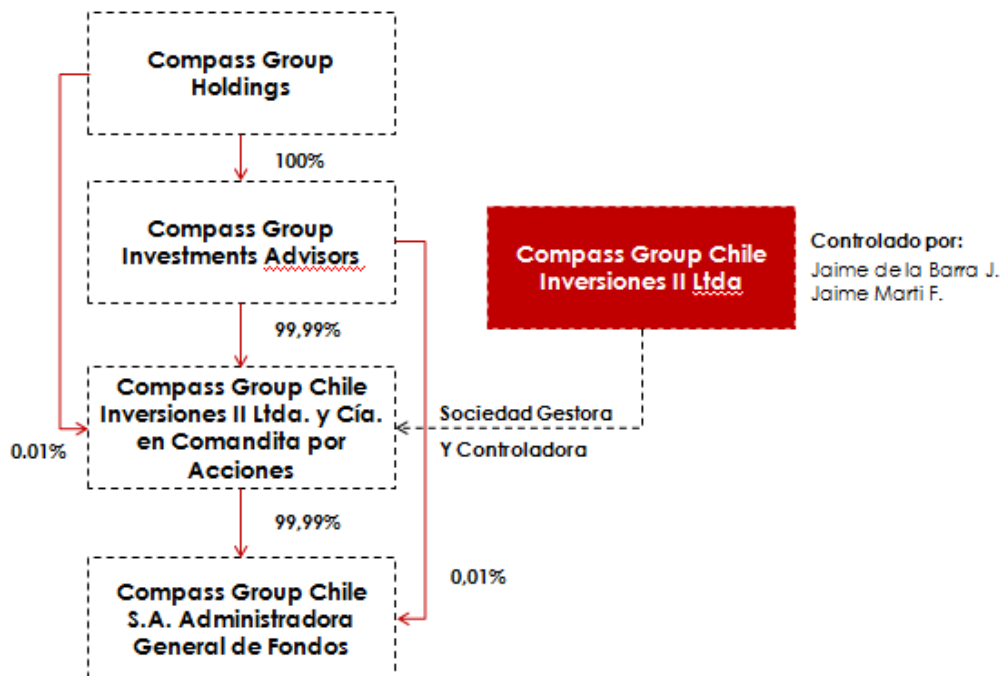 Compass Group
Holdings
100%
Compass Group
Investments Advisors
Compass Group Chile
Inversiones II Ltda
Controlado por:
Jaime de la Barra J.
Jaime Marti F.
99,99%
Compass Group Chile
Inversiones II Ltda. y Cía.
en Comandita por
Acciones
Sociedad Gestora
Y Controladora
0.01%
99,99%
0,01%
Compass Group Chile
S.A. Administradora
General de Fondos